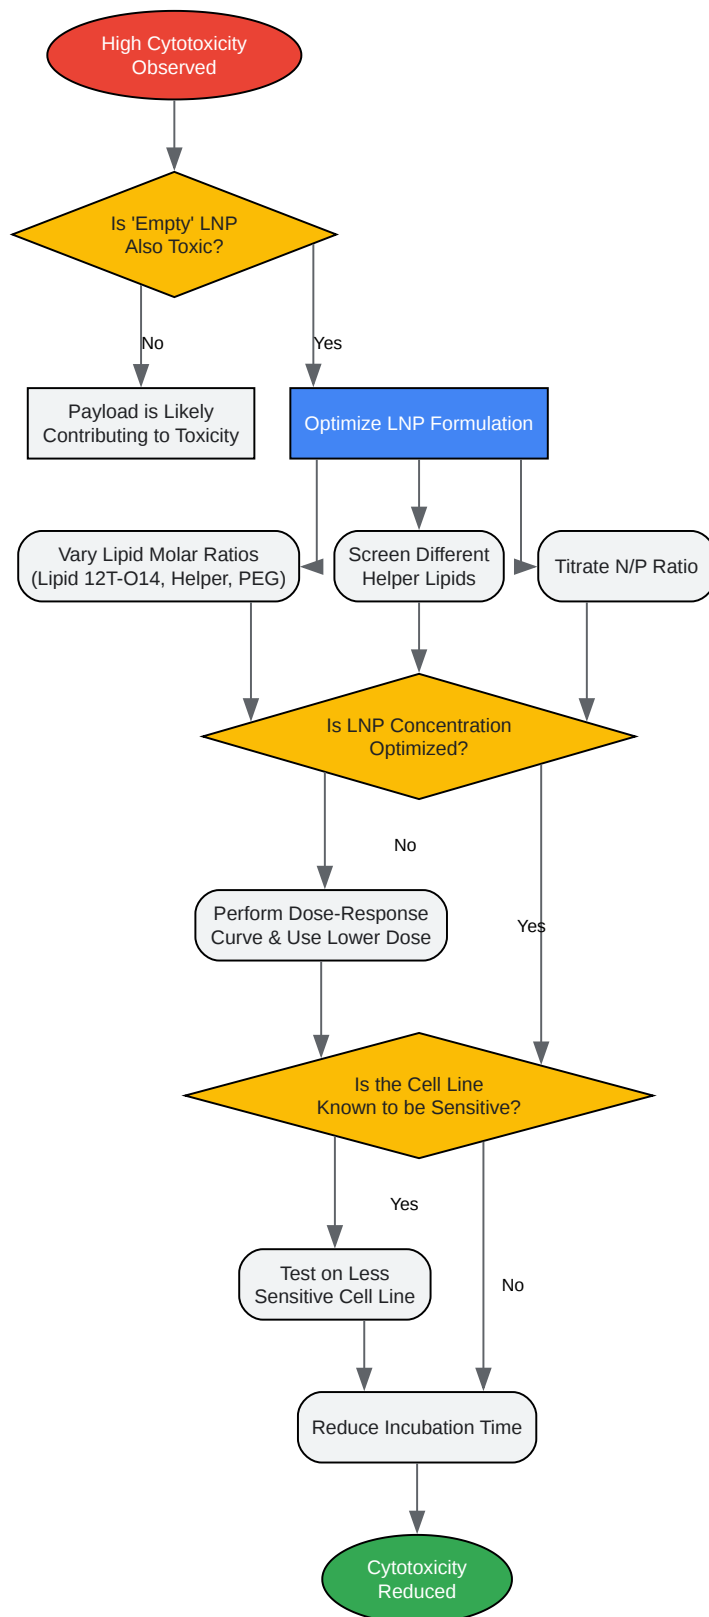 High Cytotoxicity
Observed
Is 'Empty' LNP
Also Toxic?
No
Yes
Payload is Likely
Contributing to Toxicity
Optimize LNP Formulation
Vary Lipid Molar Ratios
(Lipid 12T-O14, Helper, PEG)
Screen Different
Helper Lipids
Titrate N/P Ratio
Is LNP Concentration
Optimized?
No
Perform Dose-Response
Curve & Use Lower Dose
Yes
Is the Cell Line
Known to be Sensitive?
Yes
Test on Less
Sensitive Cell Line
No
Reduce Incubation Time
Cytotoxicity
Reduced